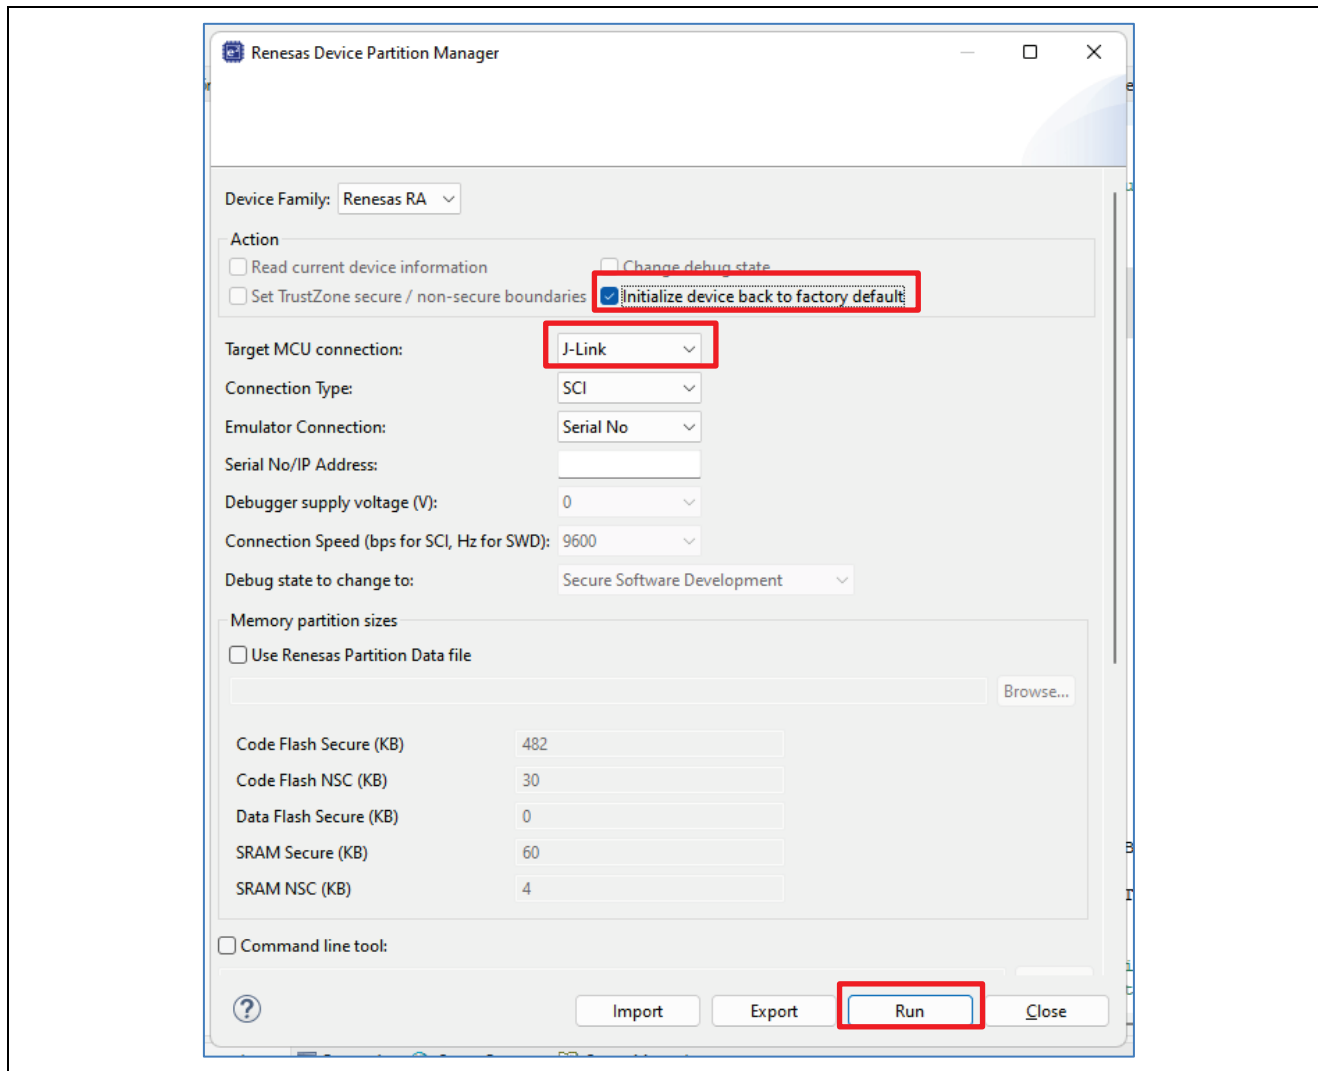 Renesas Device Partition Manager
Device Family: Renesas RA
Action
Read current device information Change debug state
Set TrustZone secure / non-secure boundaries Initialize device back to factory default
Target MCU connection: J-Link
Connection Type: SCI
Emulator Connection: Serial No
Serial No/IP Address:
Debugger supply voltage (V): 0
Connection Speed (bps for SCI, Hz for SWD): 9600
Debug state to change to: Secure Software Development
Memory partition sizes
Use Renesas Partition Data file
Browse...
Code Flash Secure (KB) 482
Code Flash NSC (KB) 30
Data Flash Secure (KB) 0
SRAM Secure (KB) 60
SRAM NSC (KB) 4
Command line tool:
Import Export Run Close